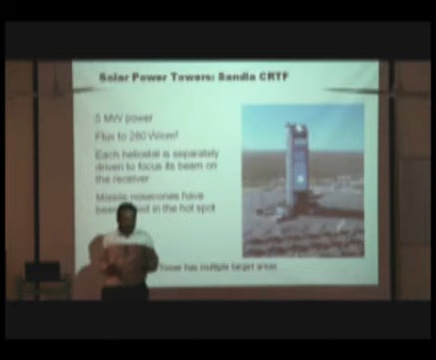 Solar Power Towers: Sandia CRTF
5 MW power
Flux to 260 W/cm²
Each heliostat is separately
driven to focus its beam on
the receiver
Missile nosecones have
been in the hot spot
Tower has multiple target areas